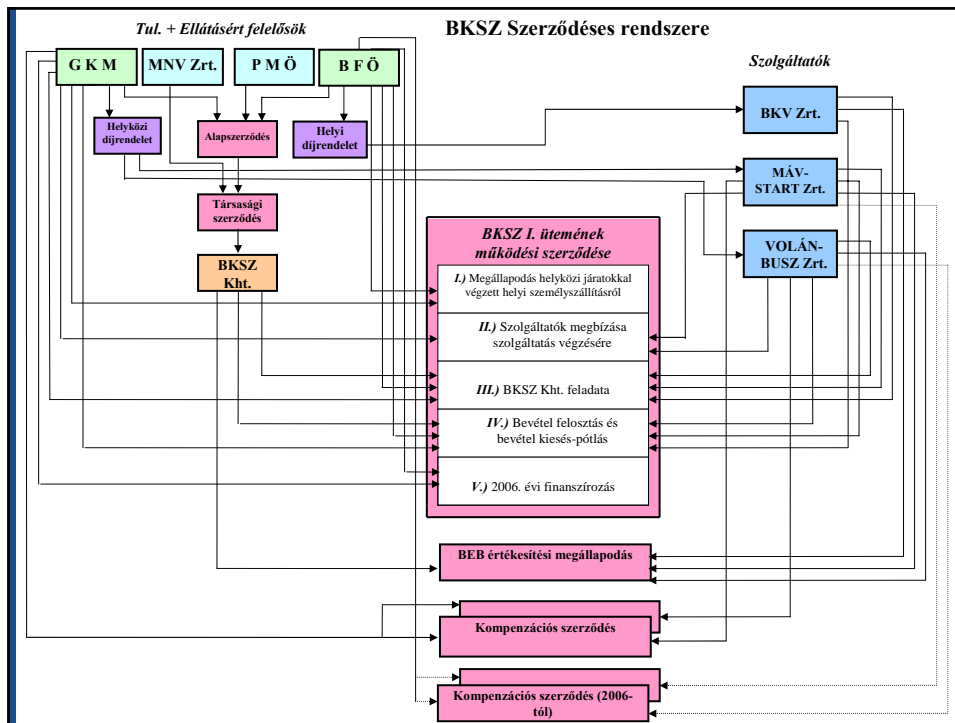 BKSZ Szerződéses rendszere
Tul. + Ellátásért felelősök
Szolgáltatók
G K M
MNV Zrt.
P M Ö
B F Ö
Helyközi
díjrendelet
Alapszerződés
Helyi
díjrendelet
BKV Zrt.
MÁV-
START Zrt.
VOLÁN-
BUSZ Zrt.
Társasági
szerződés
BKSZ
Kht.
BKSZ I. ütemének
működési szerződése
I.) Megállapodás helyközi járatokkal
végzett helyi személyszállításról
II.) Szolgáltatók megbízása
szolgáltatás végzésére
III.) BKSZ Kht. feladata
IV.) Bevétel felosztás és
bevétel kiesés-pótlás
V.) 2006. évi finanszírozás
BEB értékesítési megállapodás
Kompenzációs szerződés
Kompenzációs szerződés (2006-
tól)